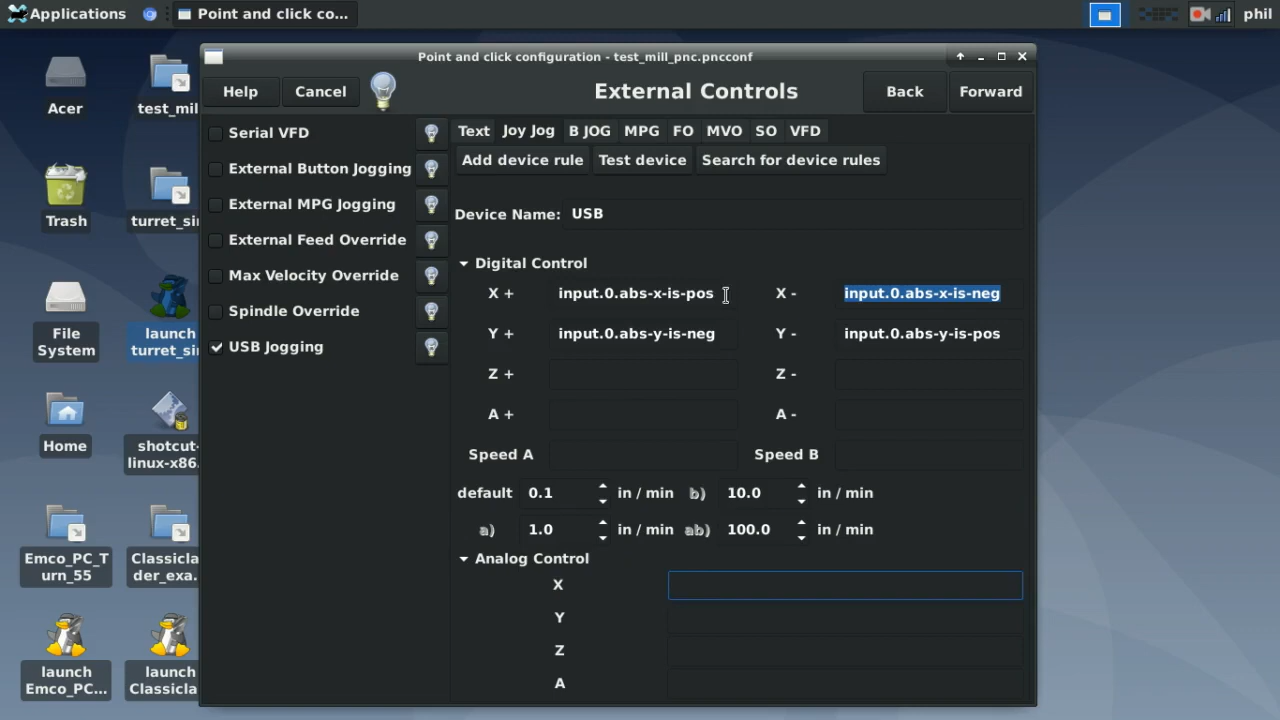 Applications
Point and click co...
phil
Acer
test_mil
Trash
turret_sin
File
System
launch
turret_sin
Home
shotcut-
linux-x86.
Emco_PC_T
urn_55
Classicla
der_exa.
launch
Emco_PC...
launch
Classicla
Point and click configuration - test_mill_pnc.pncconf
Help
Cancel
External Controls
Back
Forward
Serial VFD
External Button Jogging
External MPG Jogging
External Feed Override
Max Velocity Override
Spindle Override
USB Jogging
Text Joy Jog B JOG MPG FO MVO SO VFD
Add device rule Test device Search for device rules
Device Name: USB
Digital Control
X + input.0.abs-x-is-pos X - input.0.abs-x-is-neg
Y + input.0.abs-y-is-neg Y - input.0.abs-y-is-pos
Z + Z -
A + A -
Speed A Speed B
default 0.1 in / min b) 10.0 in / min
a) 1.0 in / min ab) 100.0 in / min
Analog Control
X
Y
Z
A